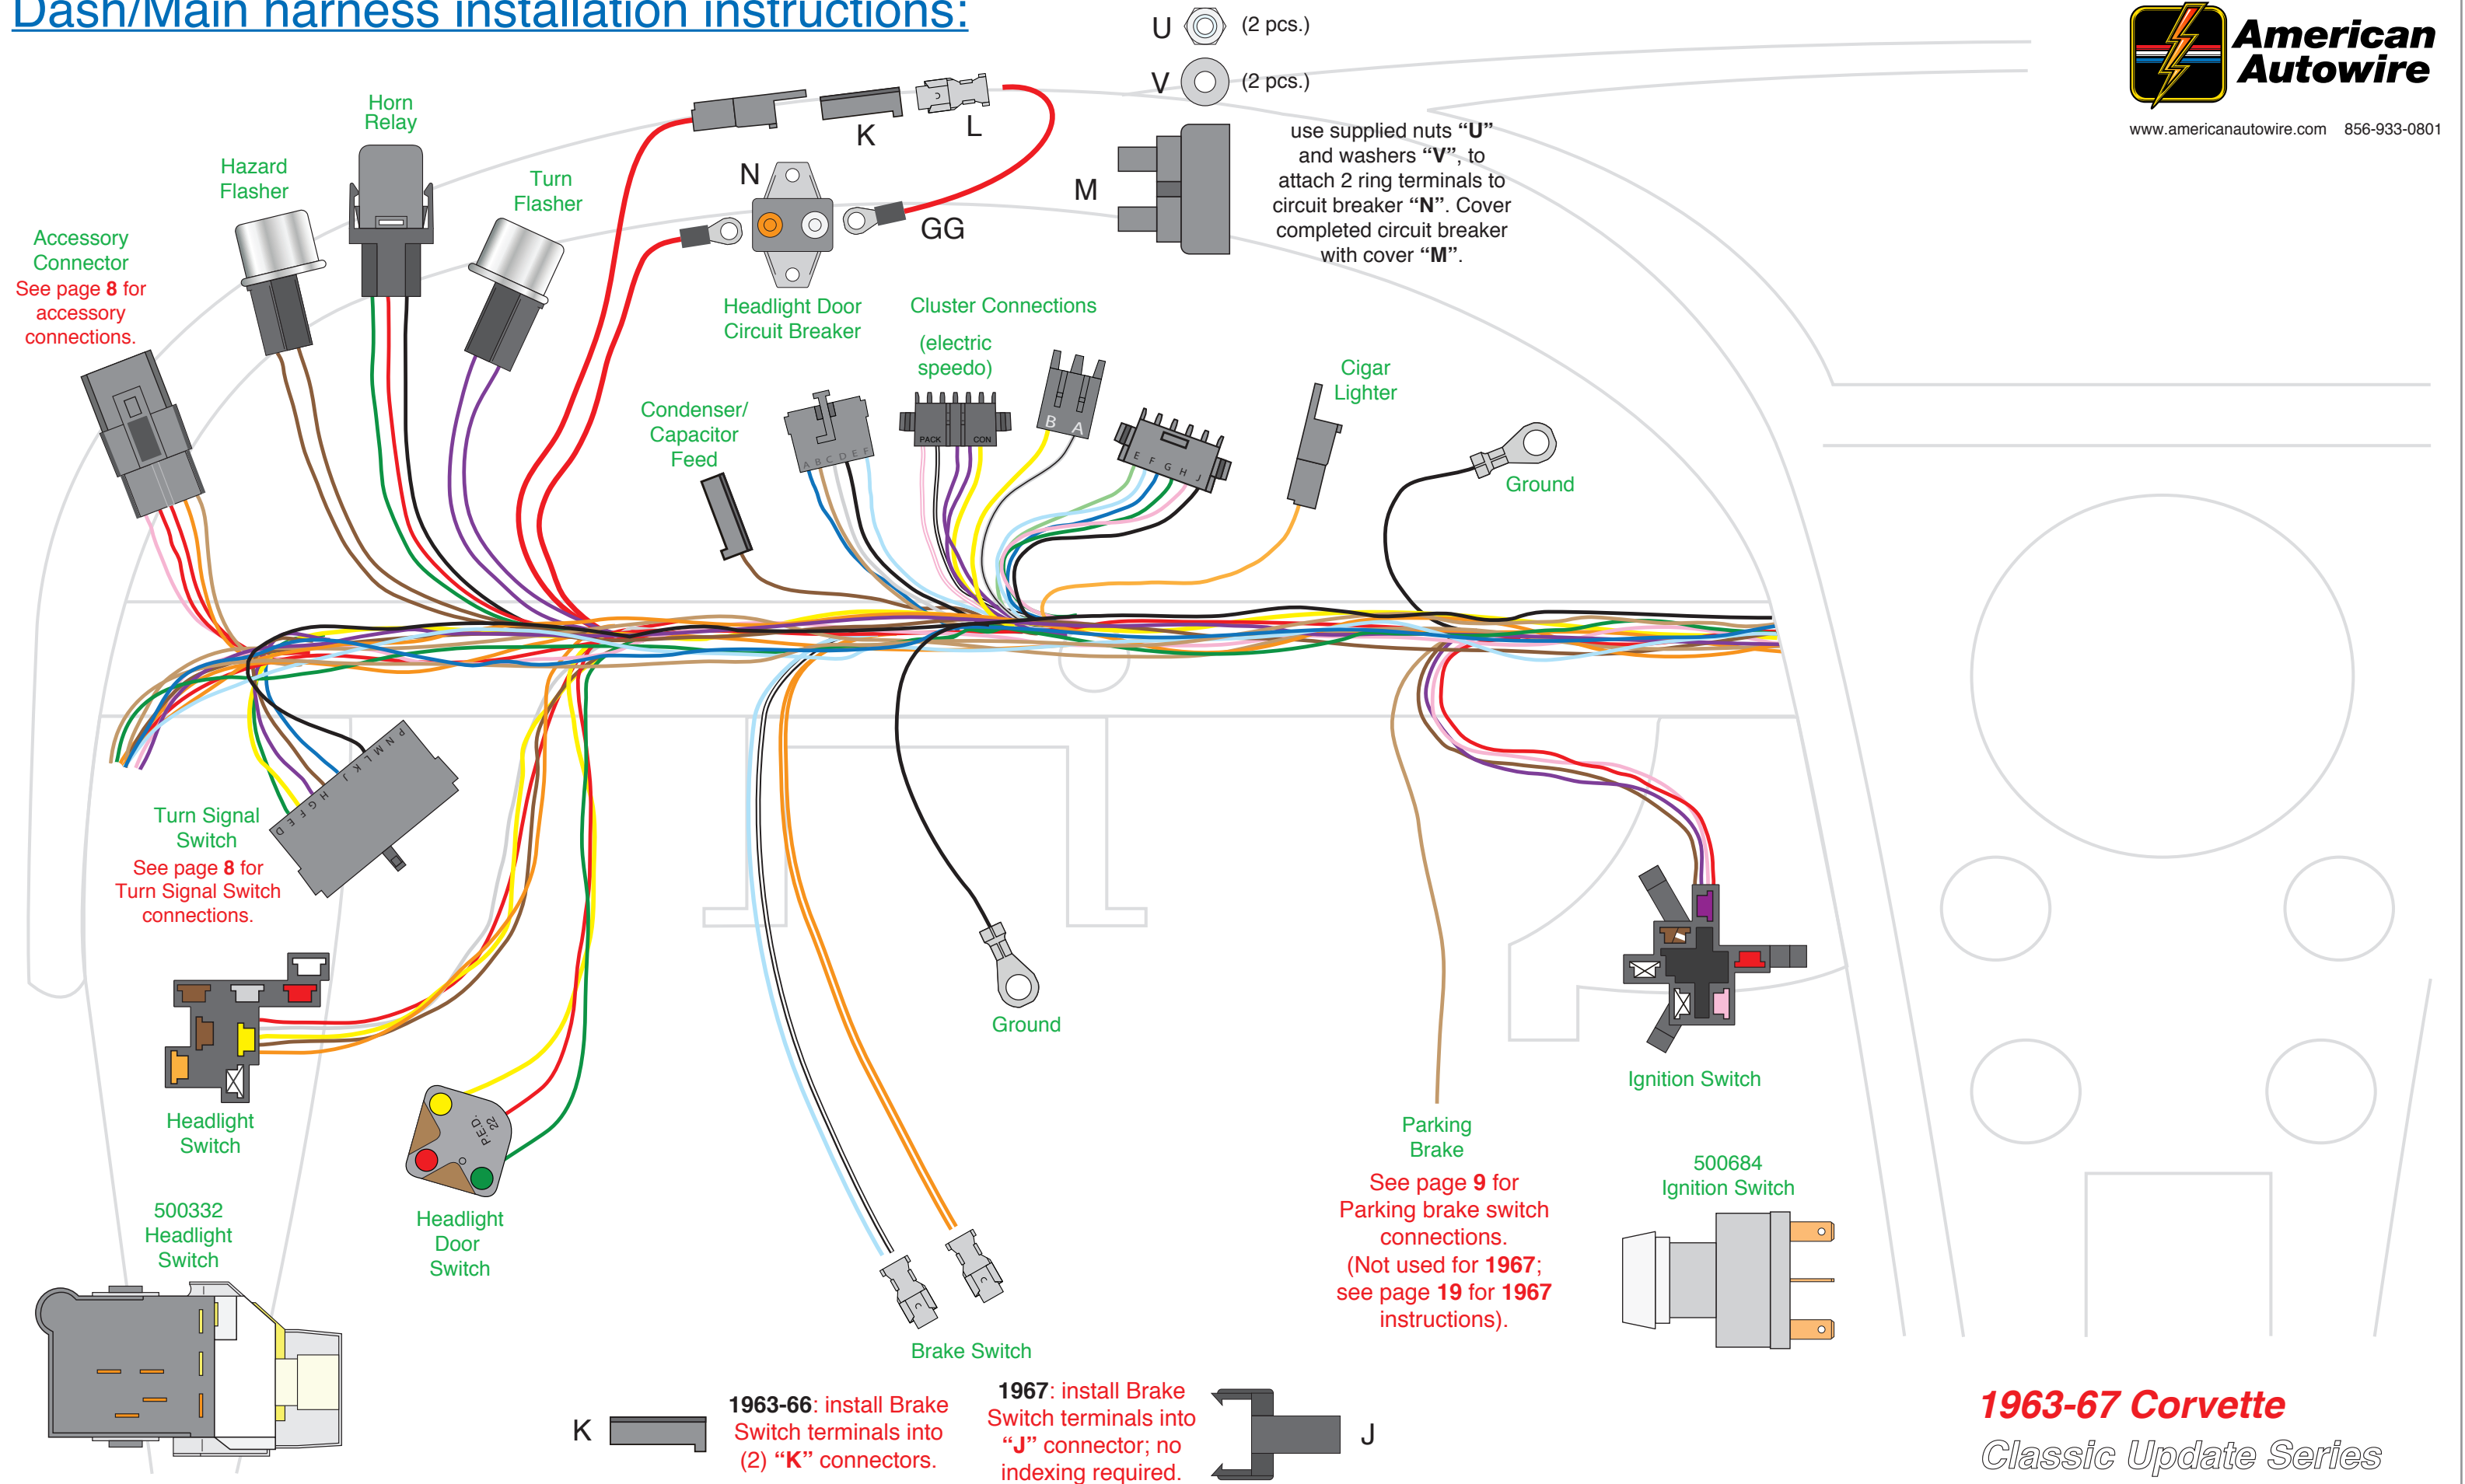 Dash/Main harness installation instructions:
U (2 pcs.)
V (2 pcs.)
American
Autowire
www.americanautowire.com 856-933-0801
Horn
Relay
Hazard
Flasher
Turn
Flasher
Accessory
Connector
See page 8 for
accessory
connections.
K
L
C
N
GG
M
use supplied nuts “U”
and washers “V”, to
attach 2 ring terminals to
circuit breaker “N”. Cover
completed circuit breaker
with cover “M”.
Headlight Door
Circuit Breaker
Cluster Connections
(electric
speedo)
Condenser/
Capacitor
Feed
A B C D E F
PACK CON
B A
E F G H J
Cigar
Lighter
Ground
P N M L K J H G F E D
Turn Signal
Switch
See page 8 for
Turn Signal Switch
connections.
Headlight
Switch
P.E.D.
22
Headlight
Door
Switch
500332
Headlight
Switch
Ground
C
C
Brake Switch
Ignition Switch
Parking
Brake
See page 9 for
Parking brake switch
connections.
(Not used for 1967;
see page 19 for 1967
instructions).
500684
Ignition Switch
K
1963-66: install Brake
Switch terminals into
(2) “K” connectors.
1967: install Brake
Switch terminals into
“J” connector; no
indexing required.
J
1963-67 Corvette
Classic Update Series